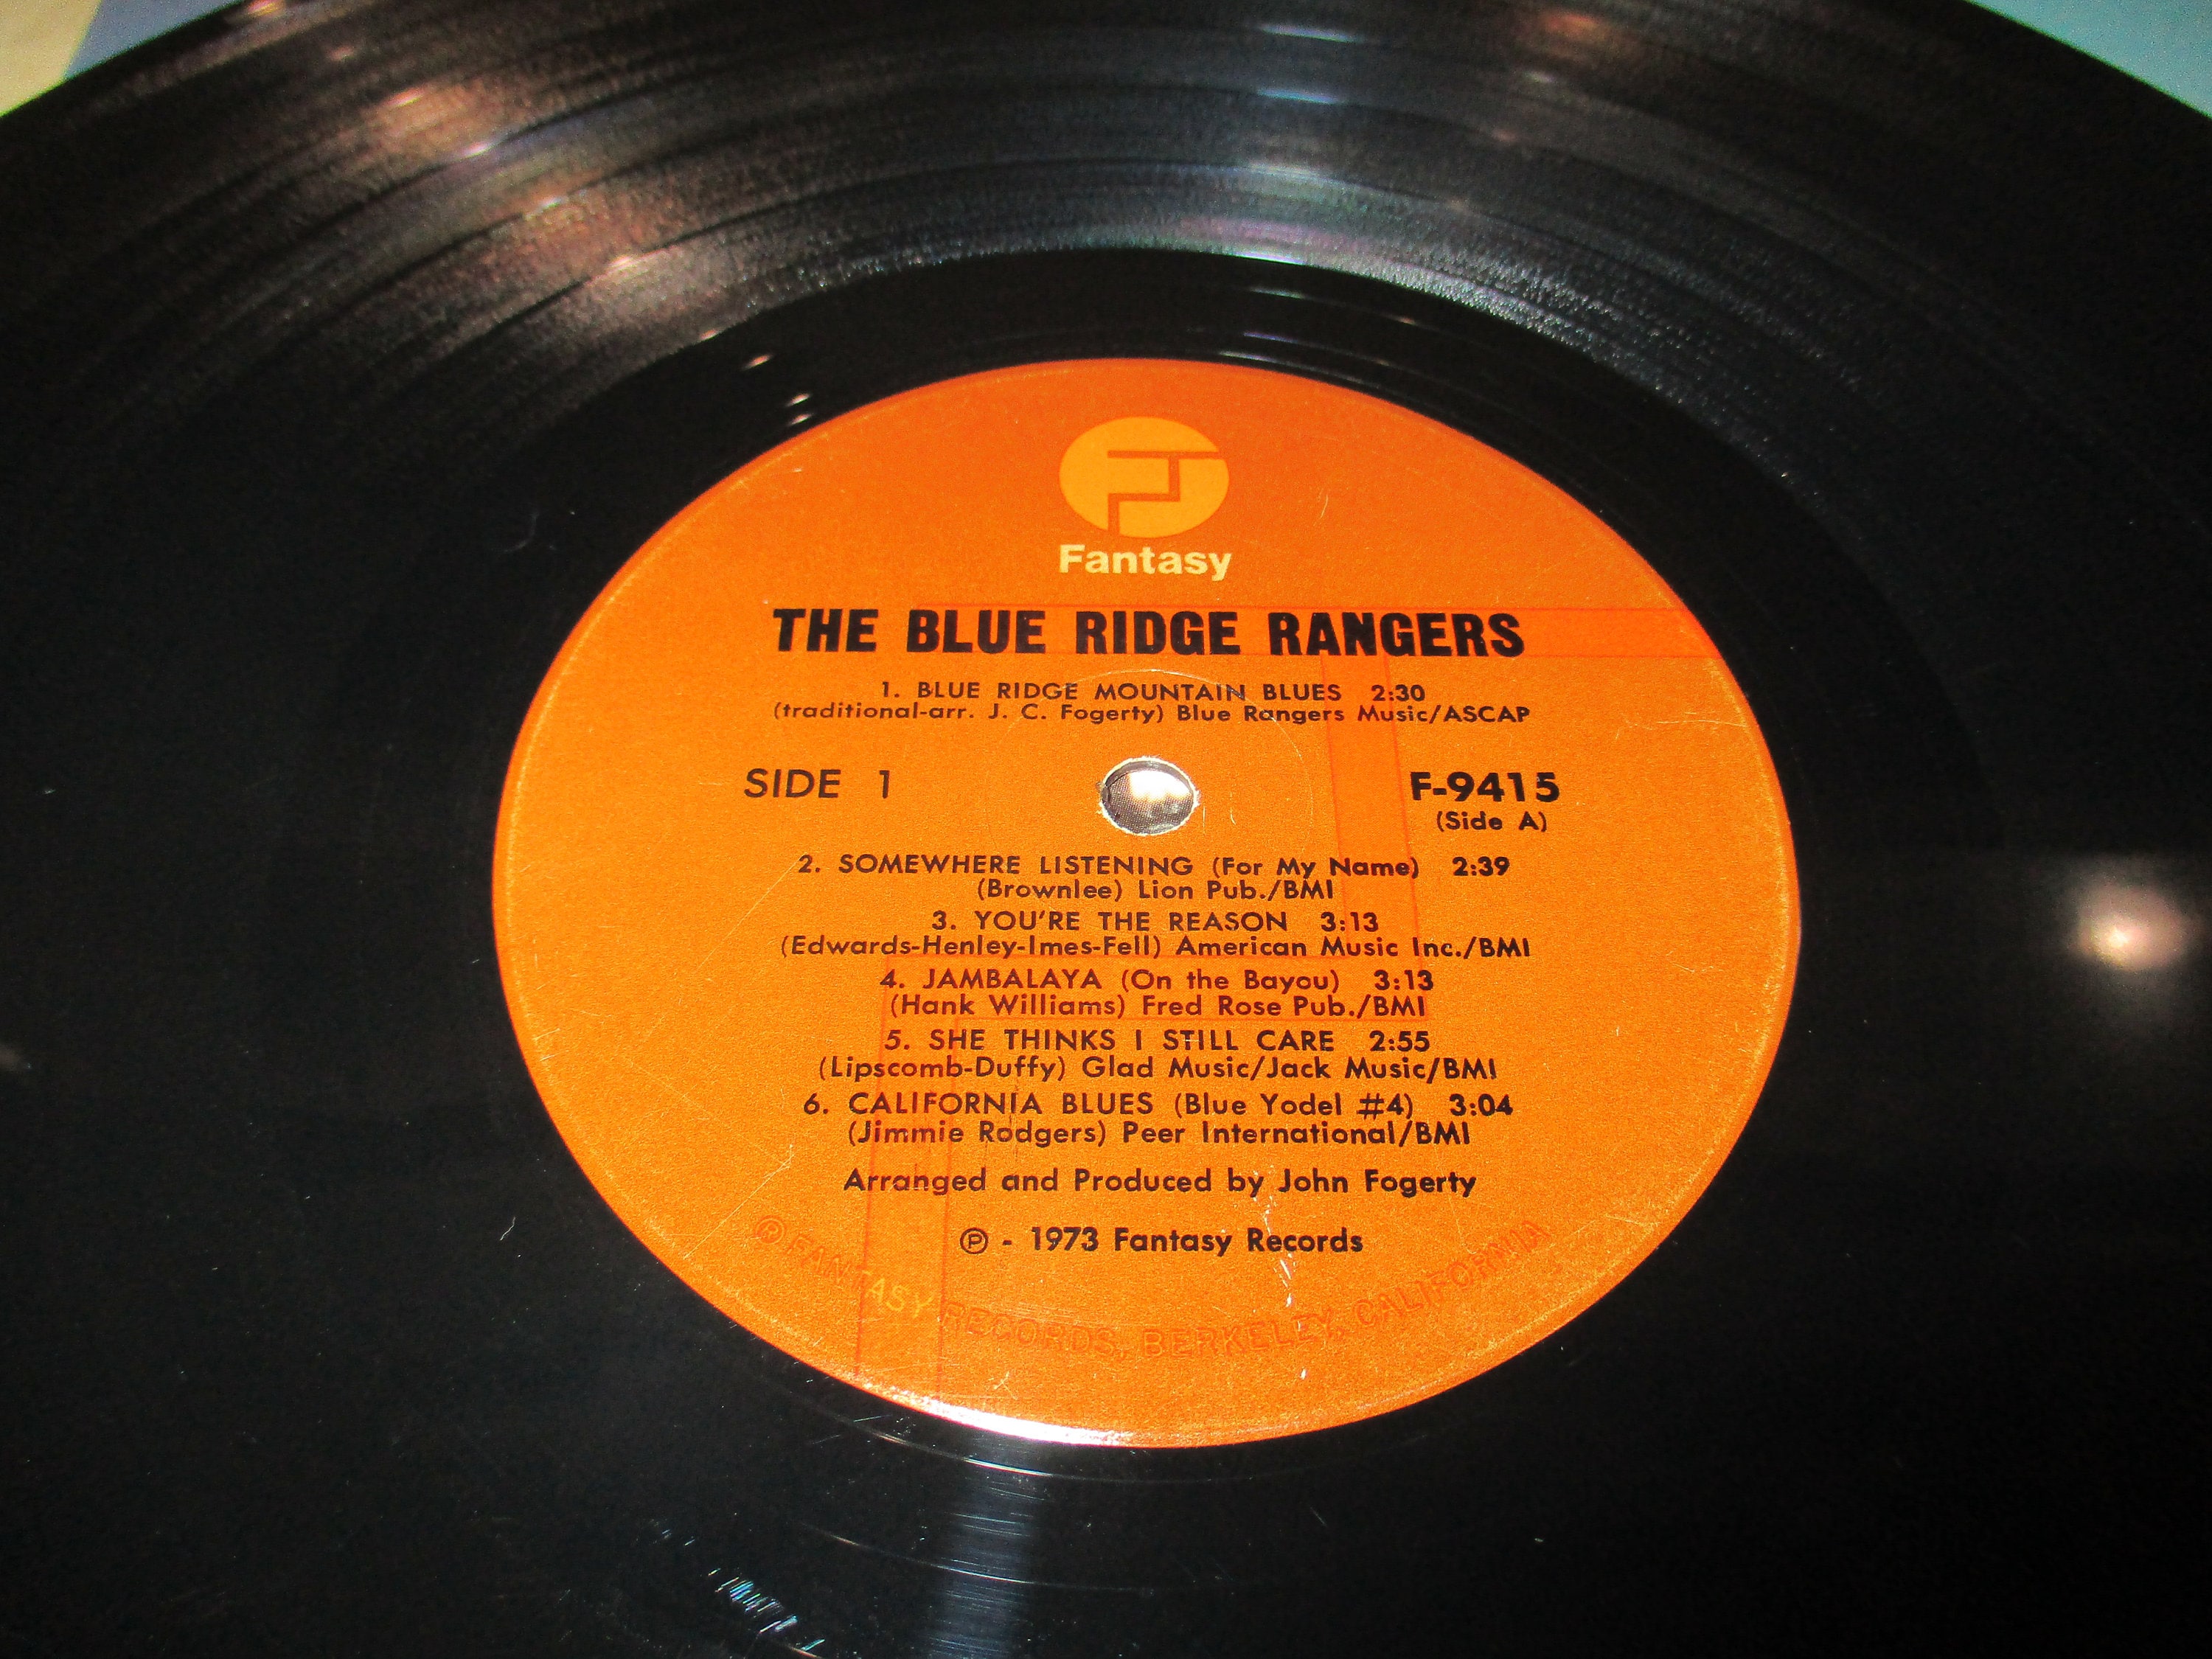 Fantasy
THE BLUE RIDGE RANGERS
1. BLUE RIDGE MOUNTAIN BLUES 2:30
(traditional-arr. J. C. Fogerty) Blue Rangers Music/ASCAP
SIDE 1
F-9415
(Side A)
2. SOMEWHERE LISTENING (For My Name) 2:39
(Brownlee) Lion Pub./BMI
3. YOU'RE THE REASON 3:13
(Edwards-Henley-Imes-Fell) American Music Inc./BMI
4. JAMBALAYA (On the Bayou) 3:13
(Hank Williams) Fred Rose Pub./BMI
5. SHE THINKS I STILL CARE 2:55
(Lipscomb-Duffy) Glad Music/Jack Music/BMI
6. CALIFORNIA BLUES (Blue Yodel #4) 3:04
(Jimmie Rodgers) Peer International/BMI
Arranged and Produced by John Fogerty
℗ - 1973 Fantasy Records
® FANTASY RECORDS, BERKELEY, CALIFORNIA